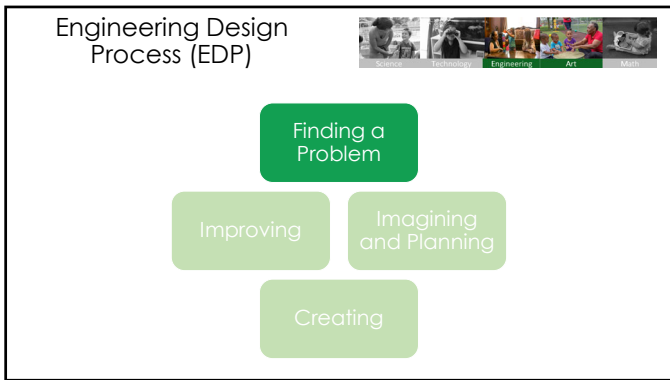 Engineering Design
Process (EDP)
Science
Technology
Engineering
Art
Math
Finding a
Problem
Improving
Imagining
and Planning
Creating